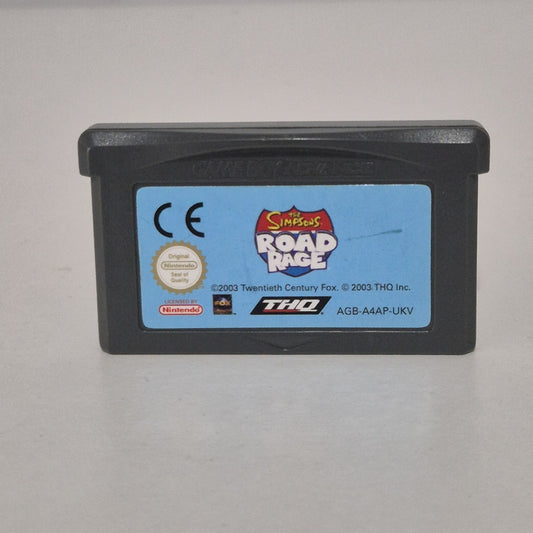 GAME BOY ADVANCE
CE
THE
SIMPSONS
ROAD
RAGE
Original
Nintendo
Seal of
Quality
©2003 Twentieth Century Fox. © 2003 THQ Inc.
LICENSED BY
Nintendo
THQ
AGB-A4AP-UKV